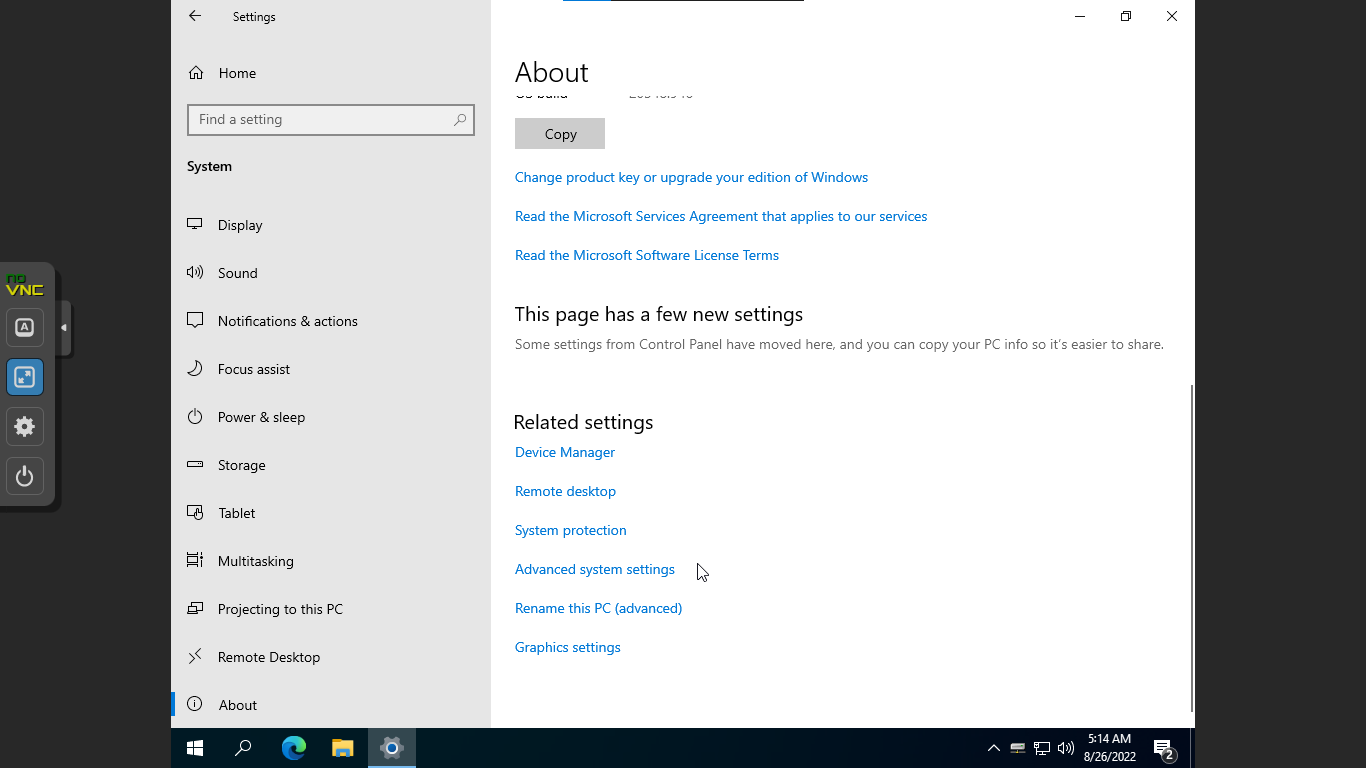 Settings
Home
Find a setting
System
Display
Sound
Notifications & actions
Focus assist
Power & sleep
Storage
Tablet
Multitasking
Projecting to this PC
Remote Desktop
About
About
OS build
Copy
Change product key or upgrade your edition of Windows
Read the Microsoft Services Agreement that applies to our services
Read the Microsoft Software License Terms
This page has a few new settings
Some settings from Control Panel have moved here, and you can copy your PC info so it's easier to share.
Related settings
Device Manager
Remote desktop
System protection
Advanced system settings
Rename this PC (advanced)
Graphics settings
no
VNC
A
5:14 AM
8/26/2022
2